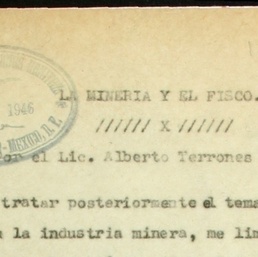 LA MINERIA Y EL FISCO.
////// X //////
or el Lic. Alberto Terrones
tratar posteriormente el tema
la industria minera, me lim
1946
MEXICO, D. F.